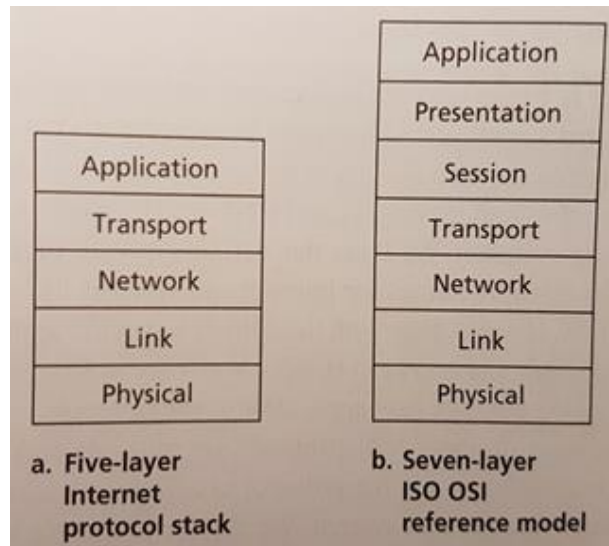 Application
Transport
Network
Link
Physical
a. Five-layer
Internet
protocol stack
Application
Presentation
Session
Transport
Network
Link
Physical
b. Seven-layer
ISO OSI
reference model